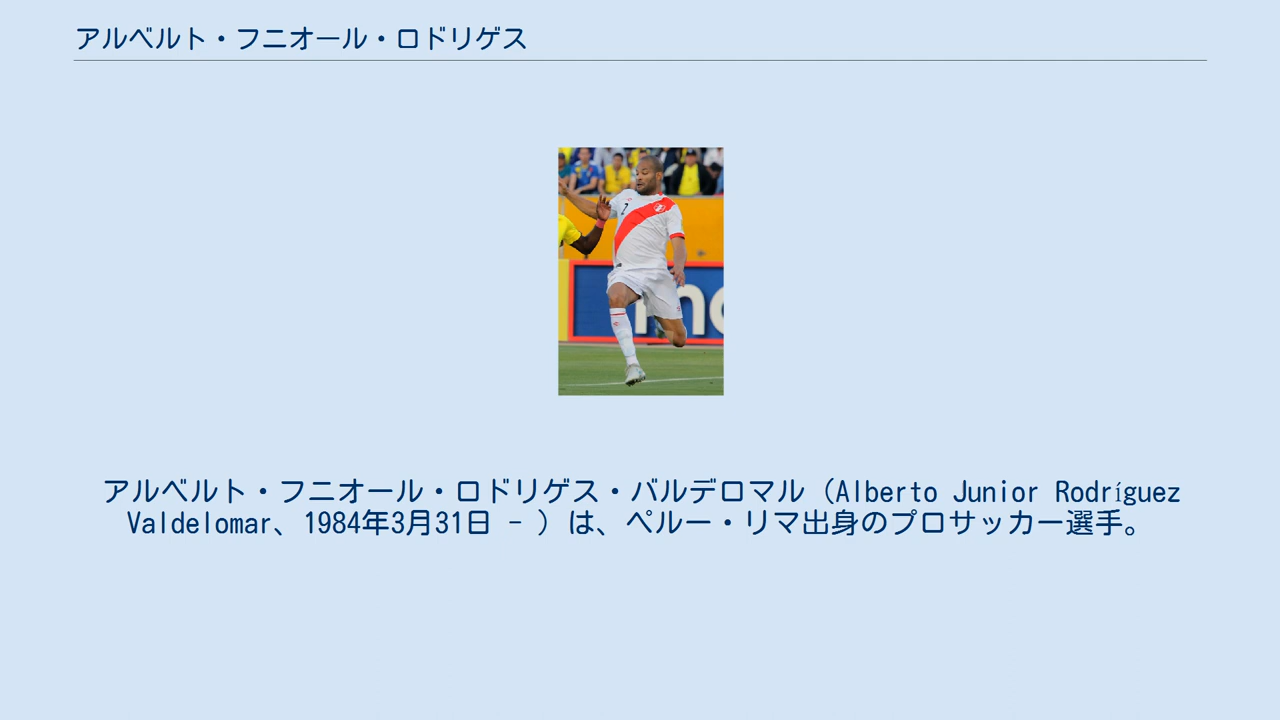 アルベルト・フニオール・ロドリゲス
アルベルト・フニオール・ロドリゲス・バルデロマル（Alberto Junior Rodríguez
Valdelomar、1984年3月31日 - ）は、ペルー・リマ出身のプロサッカー選手。